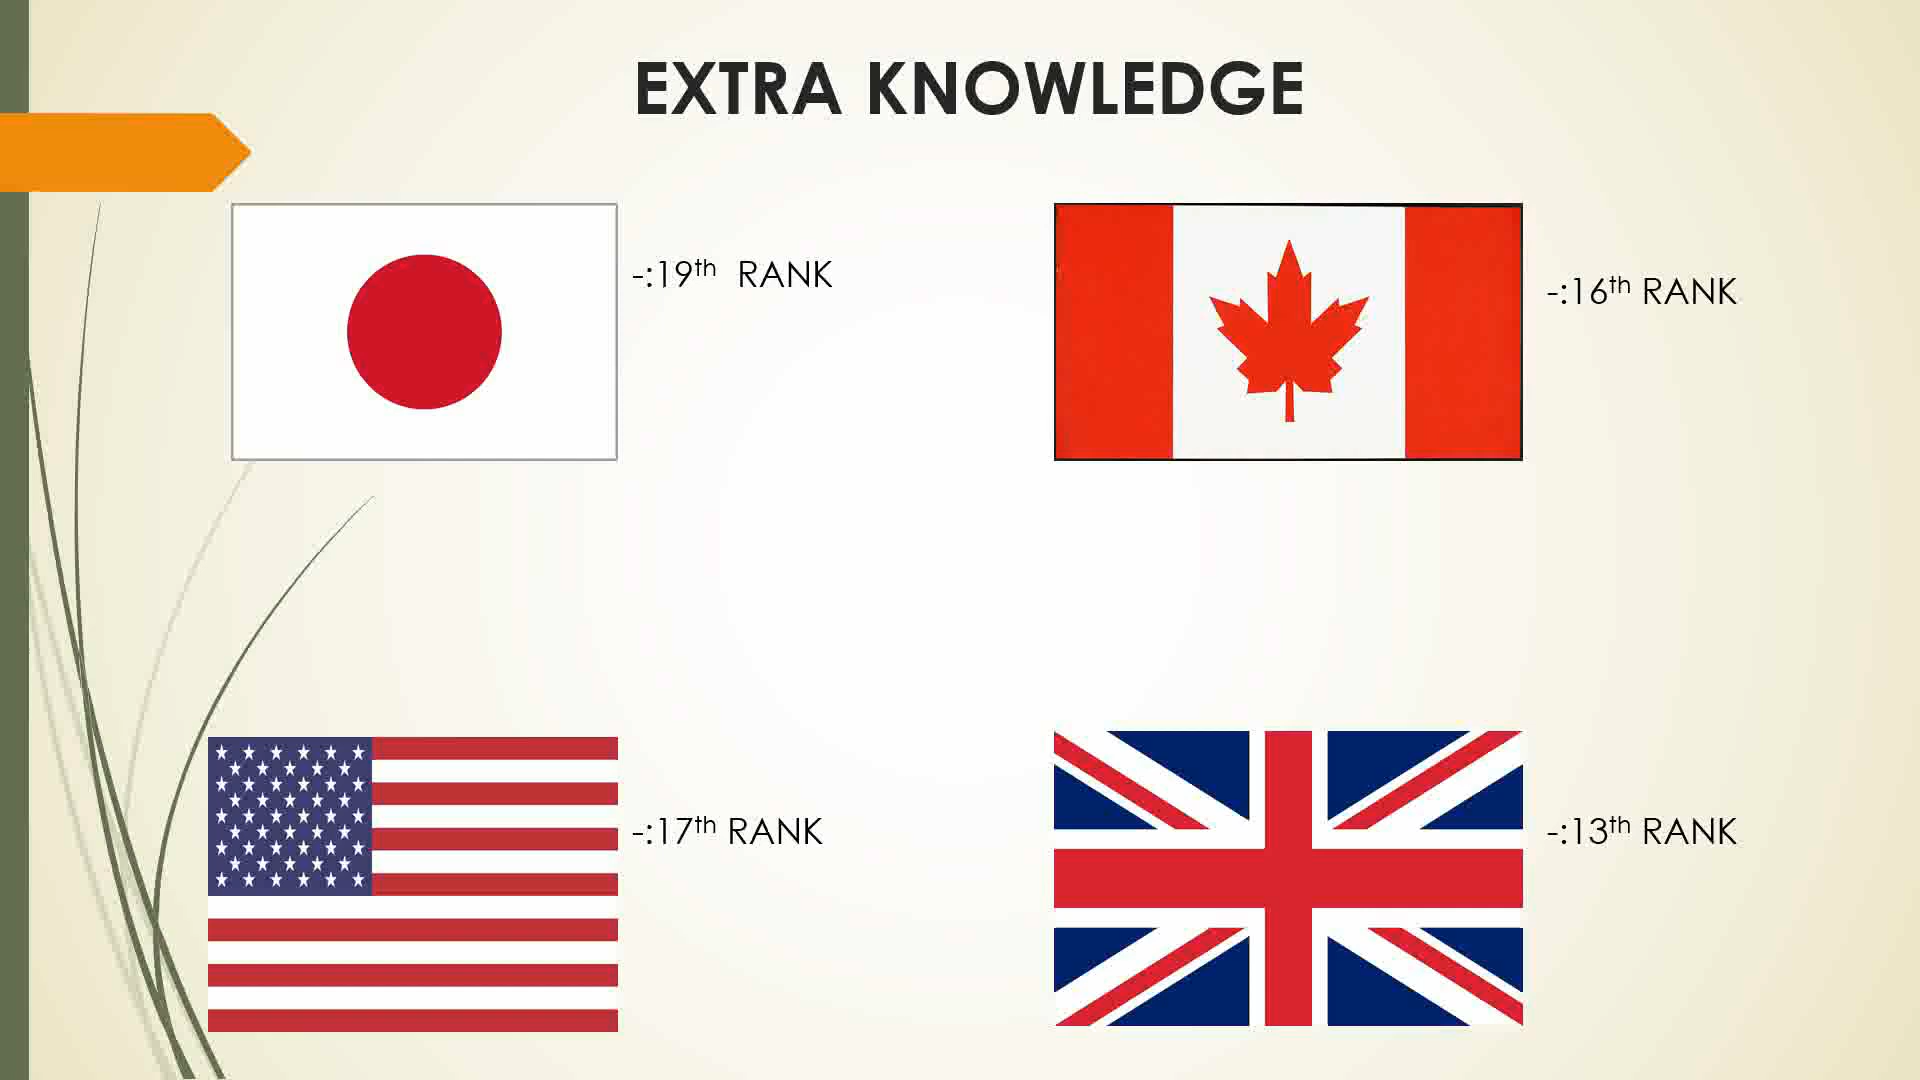 EXTRA KNOWLEDGE
-:19th RANK
-:16th RANK
-:17th RANK
-:13th RANK